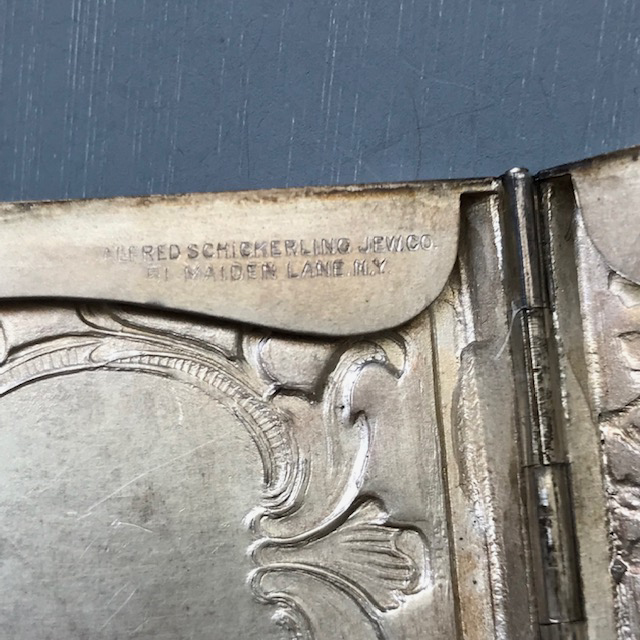 ALFRED SCHICKERLING JEW.CO.
MAIDEN LANE N.Y.